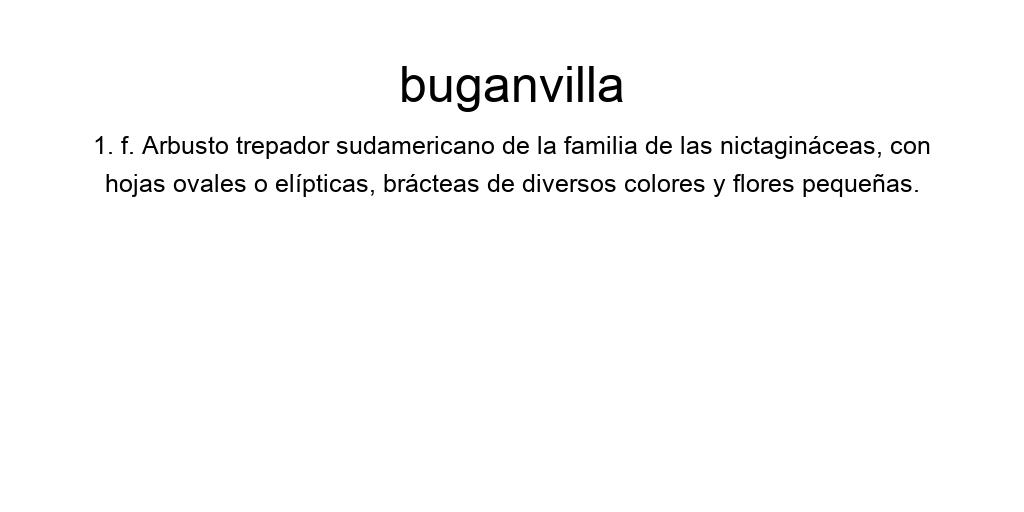 buganvilla
1. f. Arbusto trepador sudamericano de la familia de las nictagináceas, con
hojas ovales o elípticas, brácteas de diversos colores y flores pequeñas.